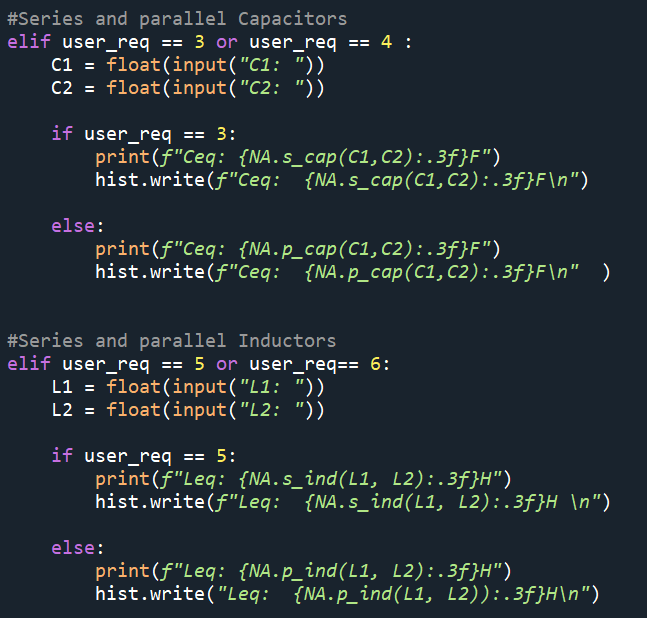 #Series and parallel Capacitors
elif user_req == 3 or user_req == 4 :
    C1 = float(input("C1: "))
    C2 = float(input("C2: "))

    if user_req == 3:
        print(f"Ceq: {NA.s_cap(C1,C2):.3f}F")
        hist.write(f"Ceq:  {NA.s_cap(C1,C2):.3f}F\n")

    else:
        print(f"Ceq: {NA.p_cap(C1,C2):.3f}F")
        hist.write(f"Ceq:  {NA.p_cap(C1,C2):.3f}F\n"  )


#Series and parallel Inductors
elif user_req == 5 or user_req== 6:
    L1 = float(input("L1: "))
    L2 = float(input("L2: "))

    if user_req == 5:
        print(f"Leq: {NA.s_ind(L1, L2):.3f}H")
        hist.write(f"Leq:  {NA.s_ind(L1, L2):.3f}H \n")

    else:
        print(f"Leq: {NA.p_ind(L1, L2):.3f}H")
        hist.write("Leq:  {NA.p_ind(L1, L2)):.3f}H\n")